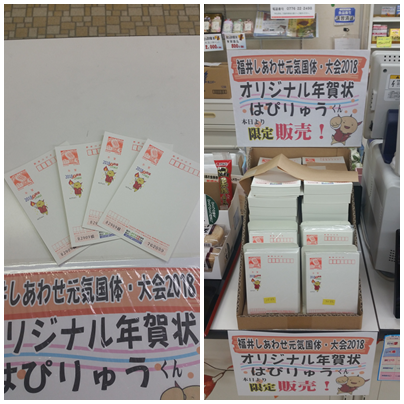 井しあわせ元気国体・大会2018
リジナル年賀状
はぴりゅうくん
福井しあわせ元気国体・大会2018
オリジナル年賀状
はぴりゅうくん
本日より
限定販売！
福井しあわせ元気国体・大会2018
オリジナル年賀状
はぴりゅうくん
本日より
限定販売！